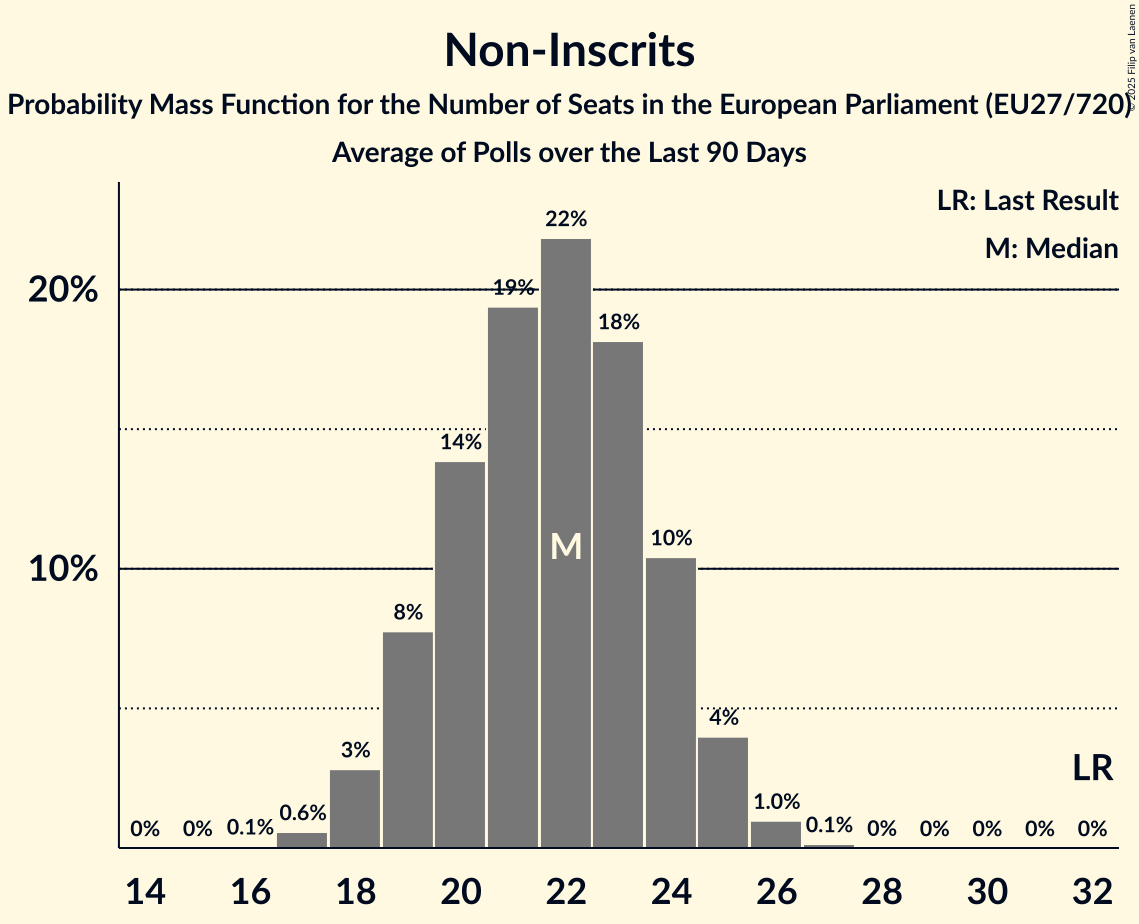 Non-Inscrits
Probability Mass Function for the Number of Seats in the European Parliament (EU27/720)
Average of Polls over the Last 90 Days
© 2025 Filip van Laenen
LR: Last Result
M: Median
22%
20%
19%
18%
14%
M
10%
10%
8%
4%
3%
LR
0%
0%
0.1%
0.6%
1.0%
0.1%
0%
0%
0%
0%
0%
14 16 18 20 22 24 26 28 30 32